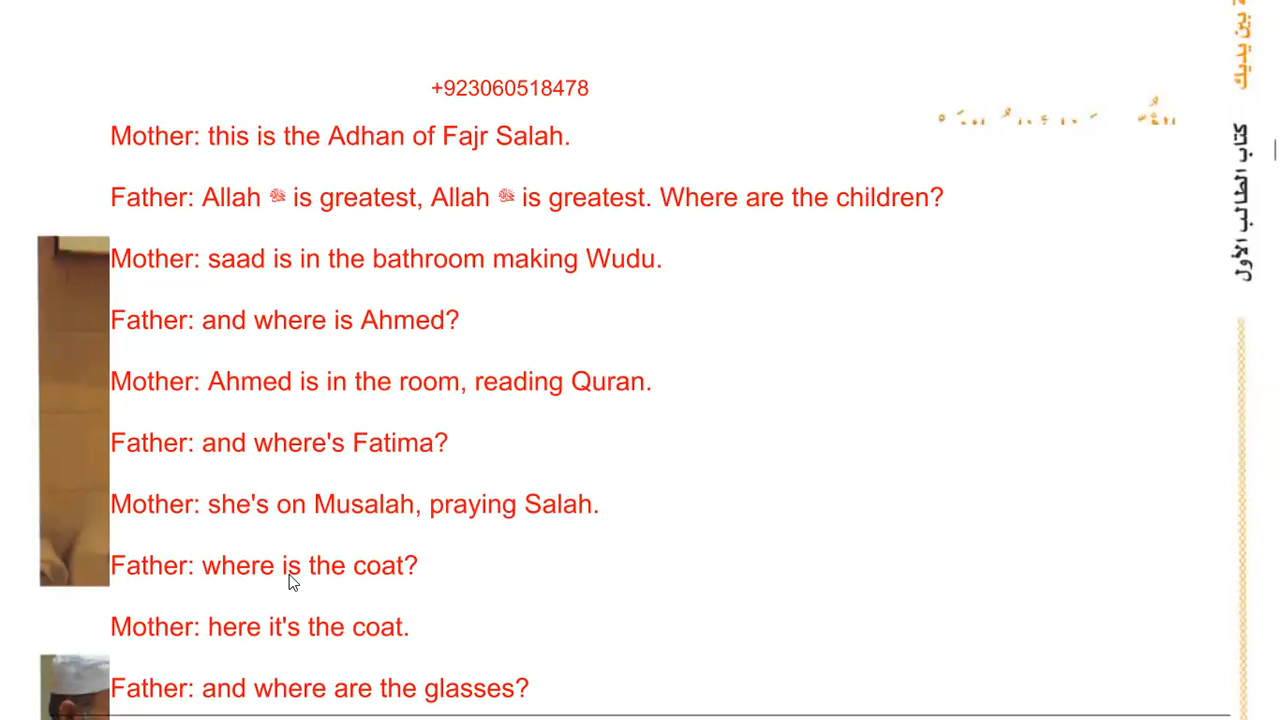 +923060518478
Mother: this is the Adhan of Fajr Salah.
Father: Allah ﷻ is greatest, Allah ﷻ is greatest. Where are the children?
Mother: saad is in the bathroom making Wudu.
Father: and where is Ahmed?
Mother: Ahmed is in the room, reading Quran.
Father: and where's Fatima?
Mother: she's on Musalah, praying Salah.
Father: where is the coat?
Mother: here it's the coat.
Father: and where are the glasses?
بين يديك
كتاب الطالب الأول